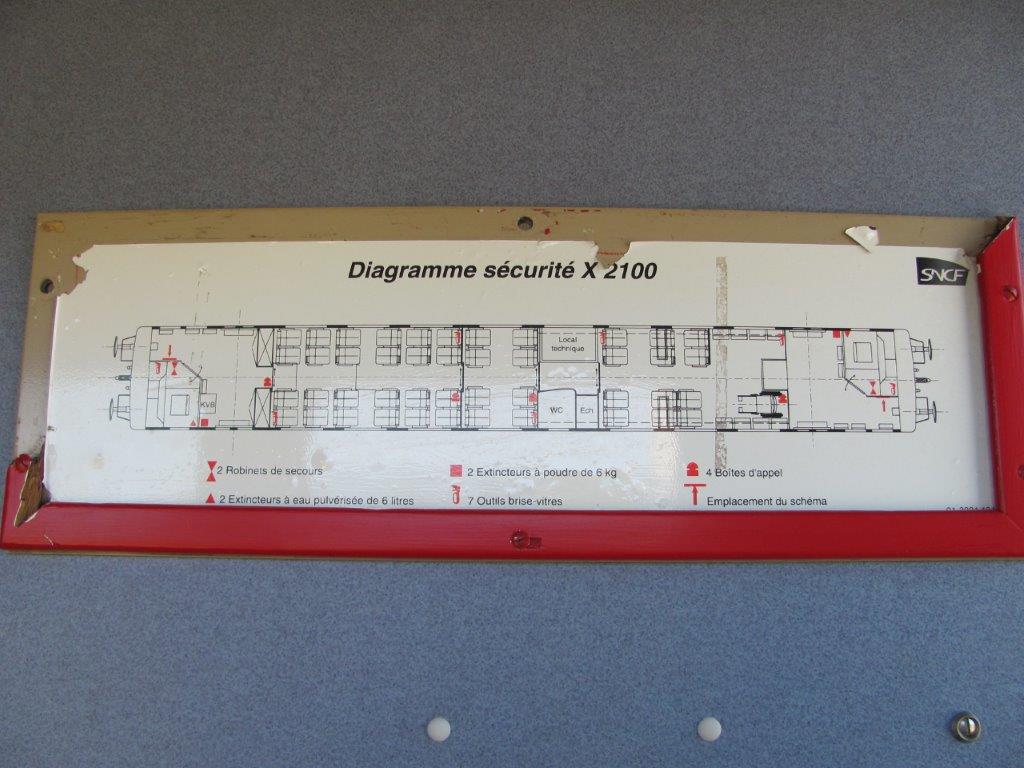 Diagramme sécurité X 2100
SNCF
Local
technique
KVB
WC
Ech
2 Robinets de secours
2 Extincteurs à poudre de 6 kg
4 Boîtes d'appel
2 Extincteurs à eau pulvérisée de 6 litres
7 Outils brise-vitres
Emplacement du schéma